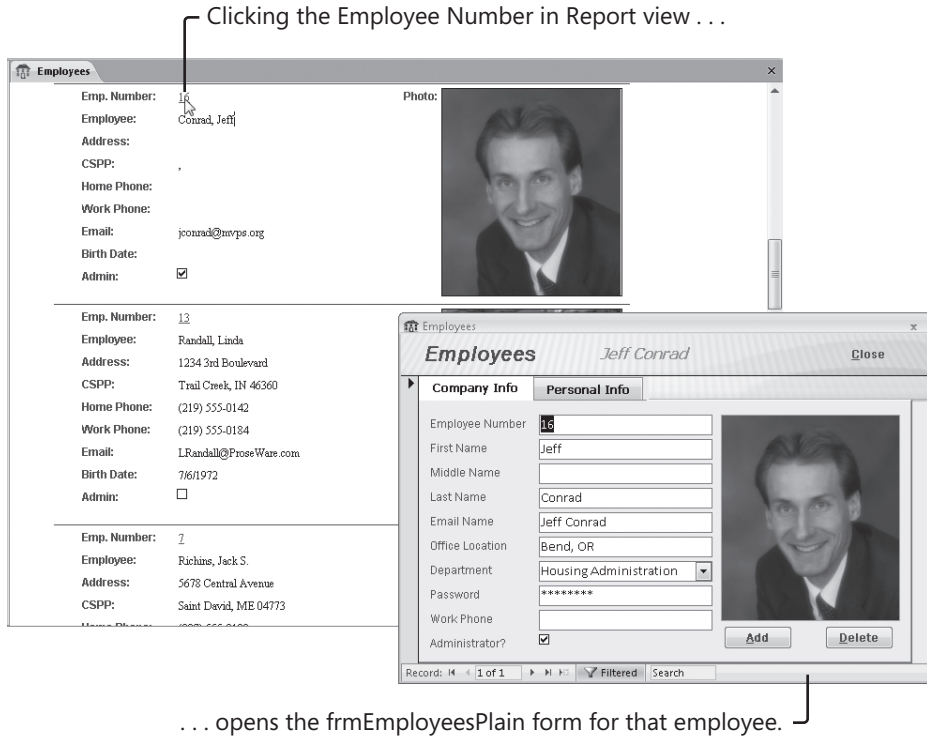 Clicking the Employee Number in Report view . . .
Employees
Emp. Number: 16 Photo:
Employee: Conrad, Jeff
Address:
CSPP: ,
Home Phone:
Work Phone:
Email: jconrad@mvps.org
Birth Date:
Admin:
Emp. Number: 13
Employee: Randall, Linda
Address: 1234 3rd Boulevard
CSPP: Trail Creek, IN 46360
Home Phone: (219) 555-0142
Work Phone: (219) 555-0184
Email: LRandall@ProseWare.com
Birth Date: 7/6/1972
Admin:
Emp. Number: 7
Employee: Richins, Jack S.
Address: 5678 Central Avenue
CSPP: Saint David, ME 04773
Employees
Employees Jeff Conrad Close
Company Info Personal Info
Employee Number 16
First Name Jeff
Middle Name
Last Name Conrad
Email Name Jeff Conrad
Office Location Bend, OR
Department Housing Administration
Password ********
Work Phone
Administrator?
Add Delete
Record: 1 of 1 Filtered Search
. . . opens the frmEmployeesPlain form for that employee.